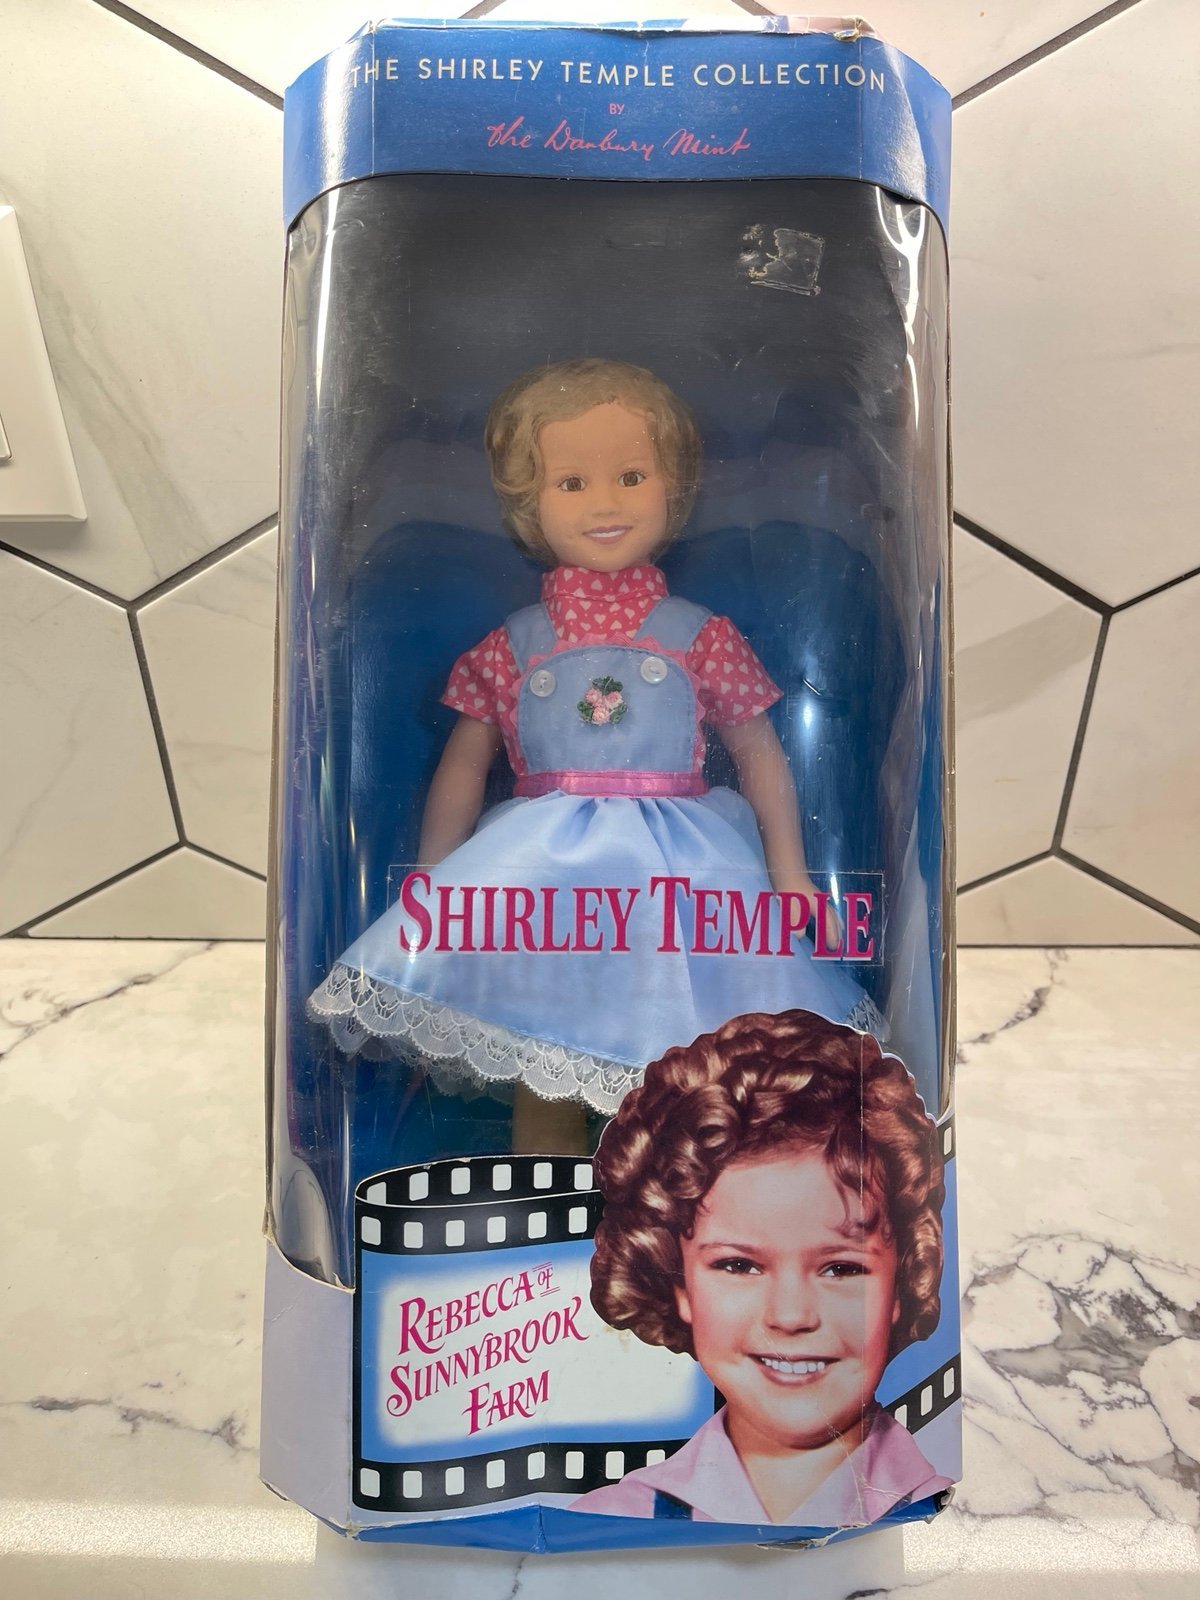 THE SHIRLEY TEMPLE COLLECTION
BY
the Danbury Mint
SHIRLEY TEMPLE
REBECCA OF
SUNNYBROOK
FARM